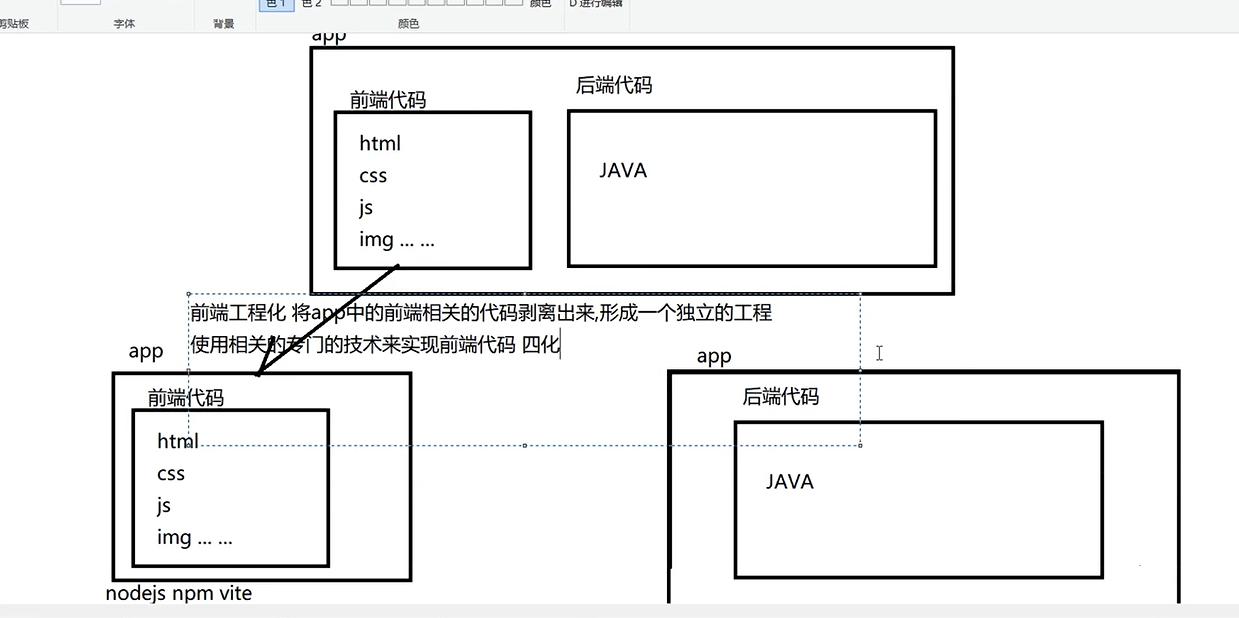 色1 色2
颜色
D 进行编辑
剪贴板
字体
背景
颜色
app
前端代码
html
css
js
img ... ...
后端代码
JAVA
前端工程化 将app中的前端相关的代码剥离出来,形成一个独立的工程
使用相关的专门的技术来实现前端代码 四化
app
前端代码
html
css
js
img ... ...
nodejs npm vite
app
后端代码
JAVA